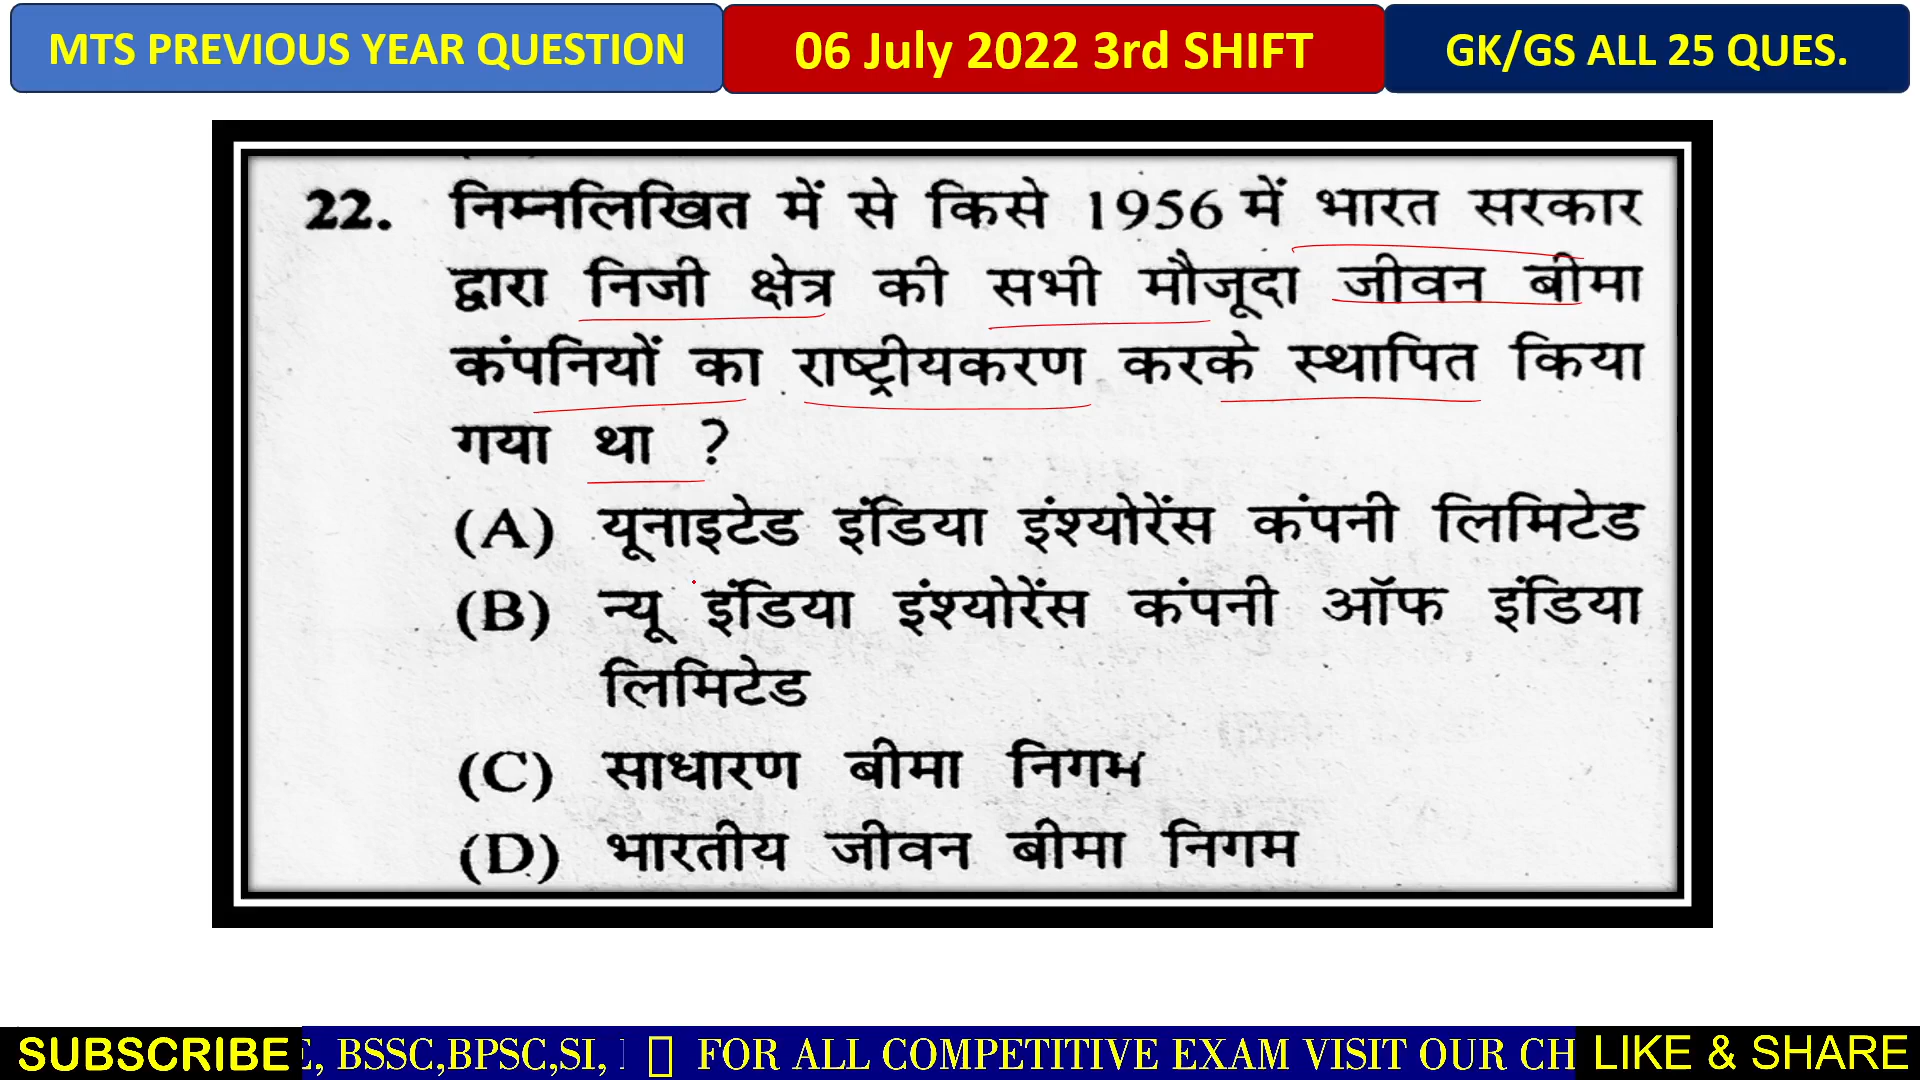 MTS PREVIOUS YEAR QUESTION
06 July 2022 3rd SHIFT
GK/GS ALL 25 QUES.
22. निम्नलिखित में से किसे 1956 में भारत सरकार
द्वारा निजी क्षेत्र की सभी मौजूदा जीवन बीमा
कंपनियों का राष्ट्रीयकरण करके स्थापित किया
गया था ?
(A) यूनाइटेड इंडिया इंश्योरेंस कंपनी लिमिटेड
(B) न्यू इंडिया इंश्योरेंस कंपनी ऑफ इंडिया
लिमिटेड
(C) साधारण बीमा निगम
(D) भारतीय जीवन बीमा निगम
SUBSCRIBE
, BSSC,BPSC,SI, FOR ALL COMPETITIVE EXAM VISIT OUR CH
LIKE & SHARE